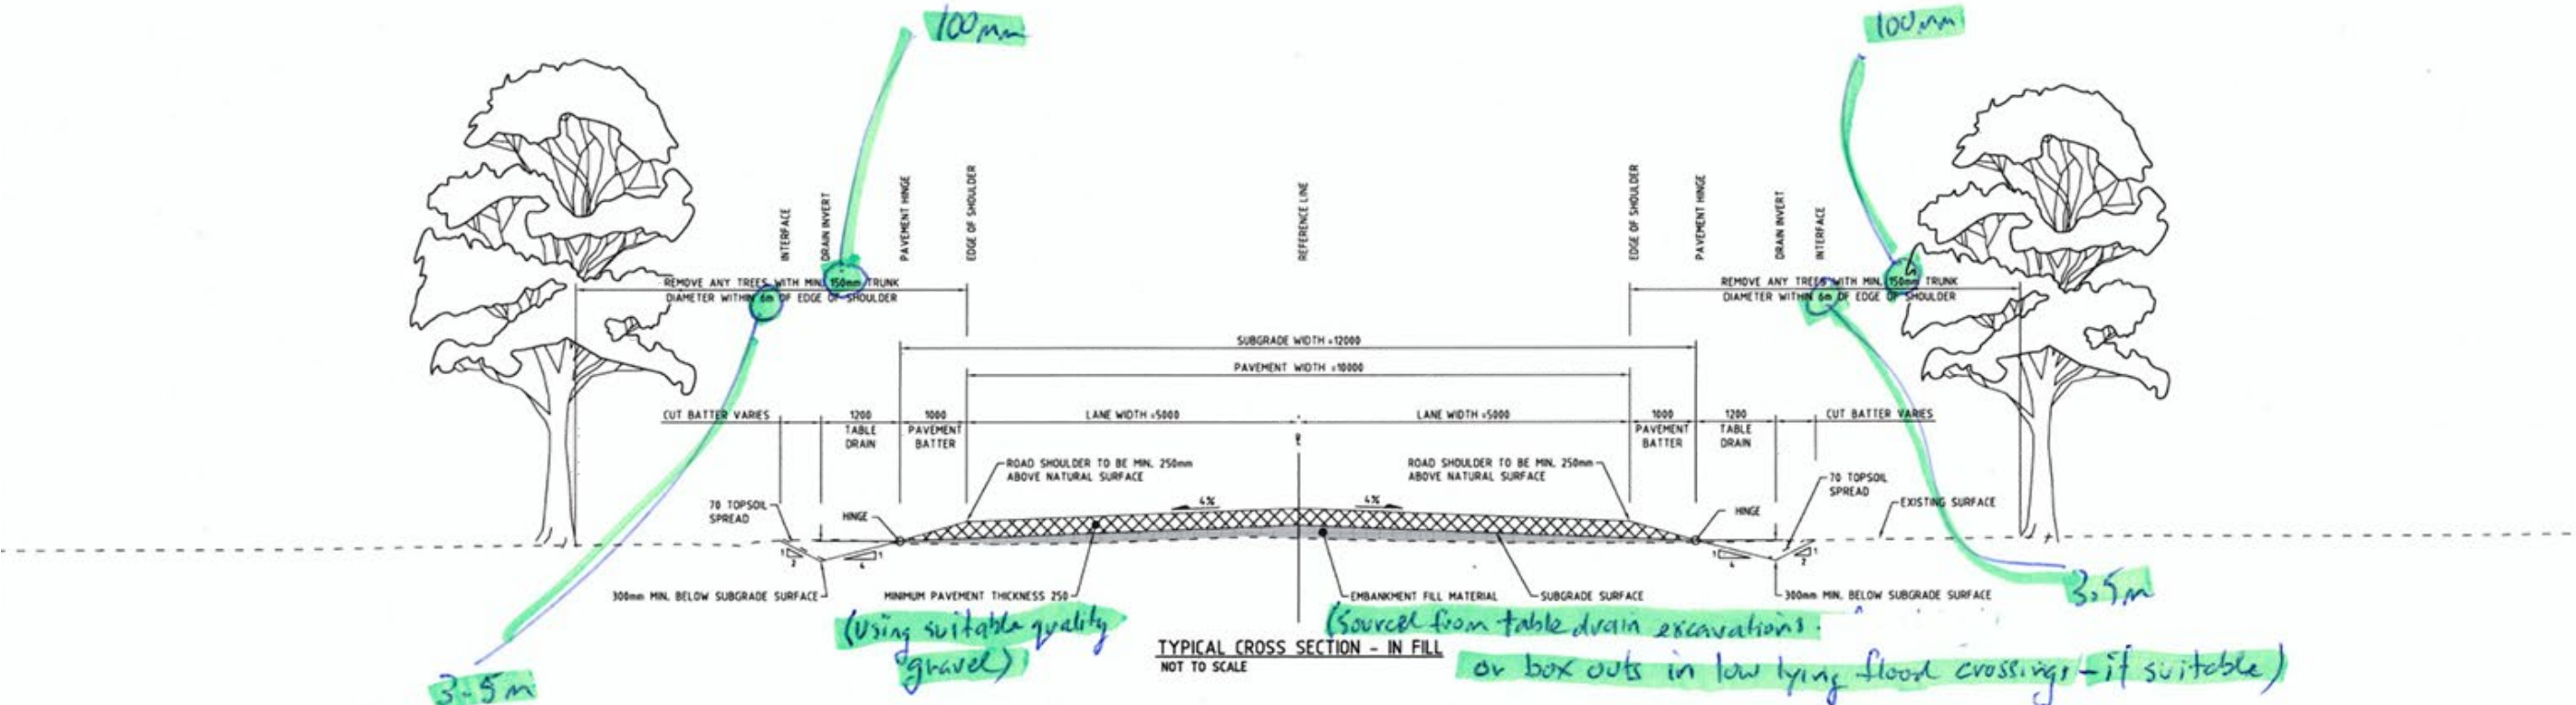 100mm
100mm
INTERFACE
DRAIN INVERT
PAVEMENT HINGE
EDGE OF SHOULDER
REFERENCE LINE
EDGE OF SHOULDER
PAVEMENT HINGE
DRAIN INVERT
INTERFACE
REMOVE ANY TREES WITH MIN. 150mm TRUNK
DIAMETER WITHIN 6m OF EDGE OF SHOULDER
REMOVE ANY TREES WITH MIN. 150mm TRUNK
DIAMETER WITHIN 6m OF EDGE OF SHOULDER
SUBGRADE WIDTH =12000
PAVEMENT WIDTH =10000
CUT BATTER VARIES
1200
TABLE
DRAIN
1000
PAVEMENT
BATTER
LANE WIDTH =5000
LANE WIDTH =5000
1000
PAVEMENT
BATTER
1200
TABLE
DRAIN
CUT BATTER VARIES
ROAD SHOULDER TO BE MIN. 250mm
ABOVE NATURAL SURFACE
ROAD SHOULDER TO BE MIN. 250mm
ABOVE NATURAL SURFACE
70 TOPSOIL
SPREAD
HINGE
4%
4%
HINGE
70 TOPSOIL
SPREAD
EXISTING SURFACE
1
2
1
4
1
4
1
2
300mm MIN. BELOW SUBGRADE SURFACE
MINIMUM PAVEMENT THICKNESS 250
EMBANKMENT FILL MATERIAL
SUBGRADE SURFACE
300mm MIN. BELOW SUBGRADE SURFACE
3.5m
(Using suitable quality
gravel)
(Sourced from table drain excavations.
or box outs in low lying flood crossings - if suitable)
TYPICAL CROSS SECTION - IN FILL
NOT TO SCALE
3.5m